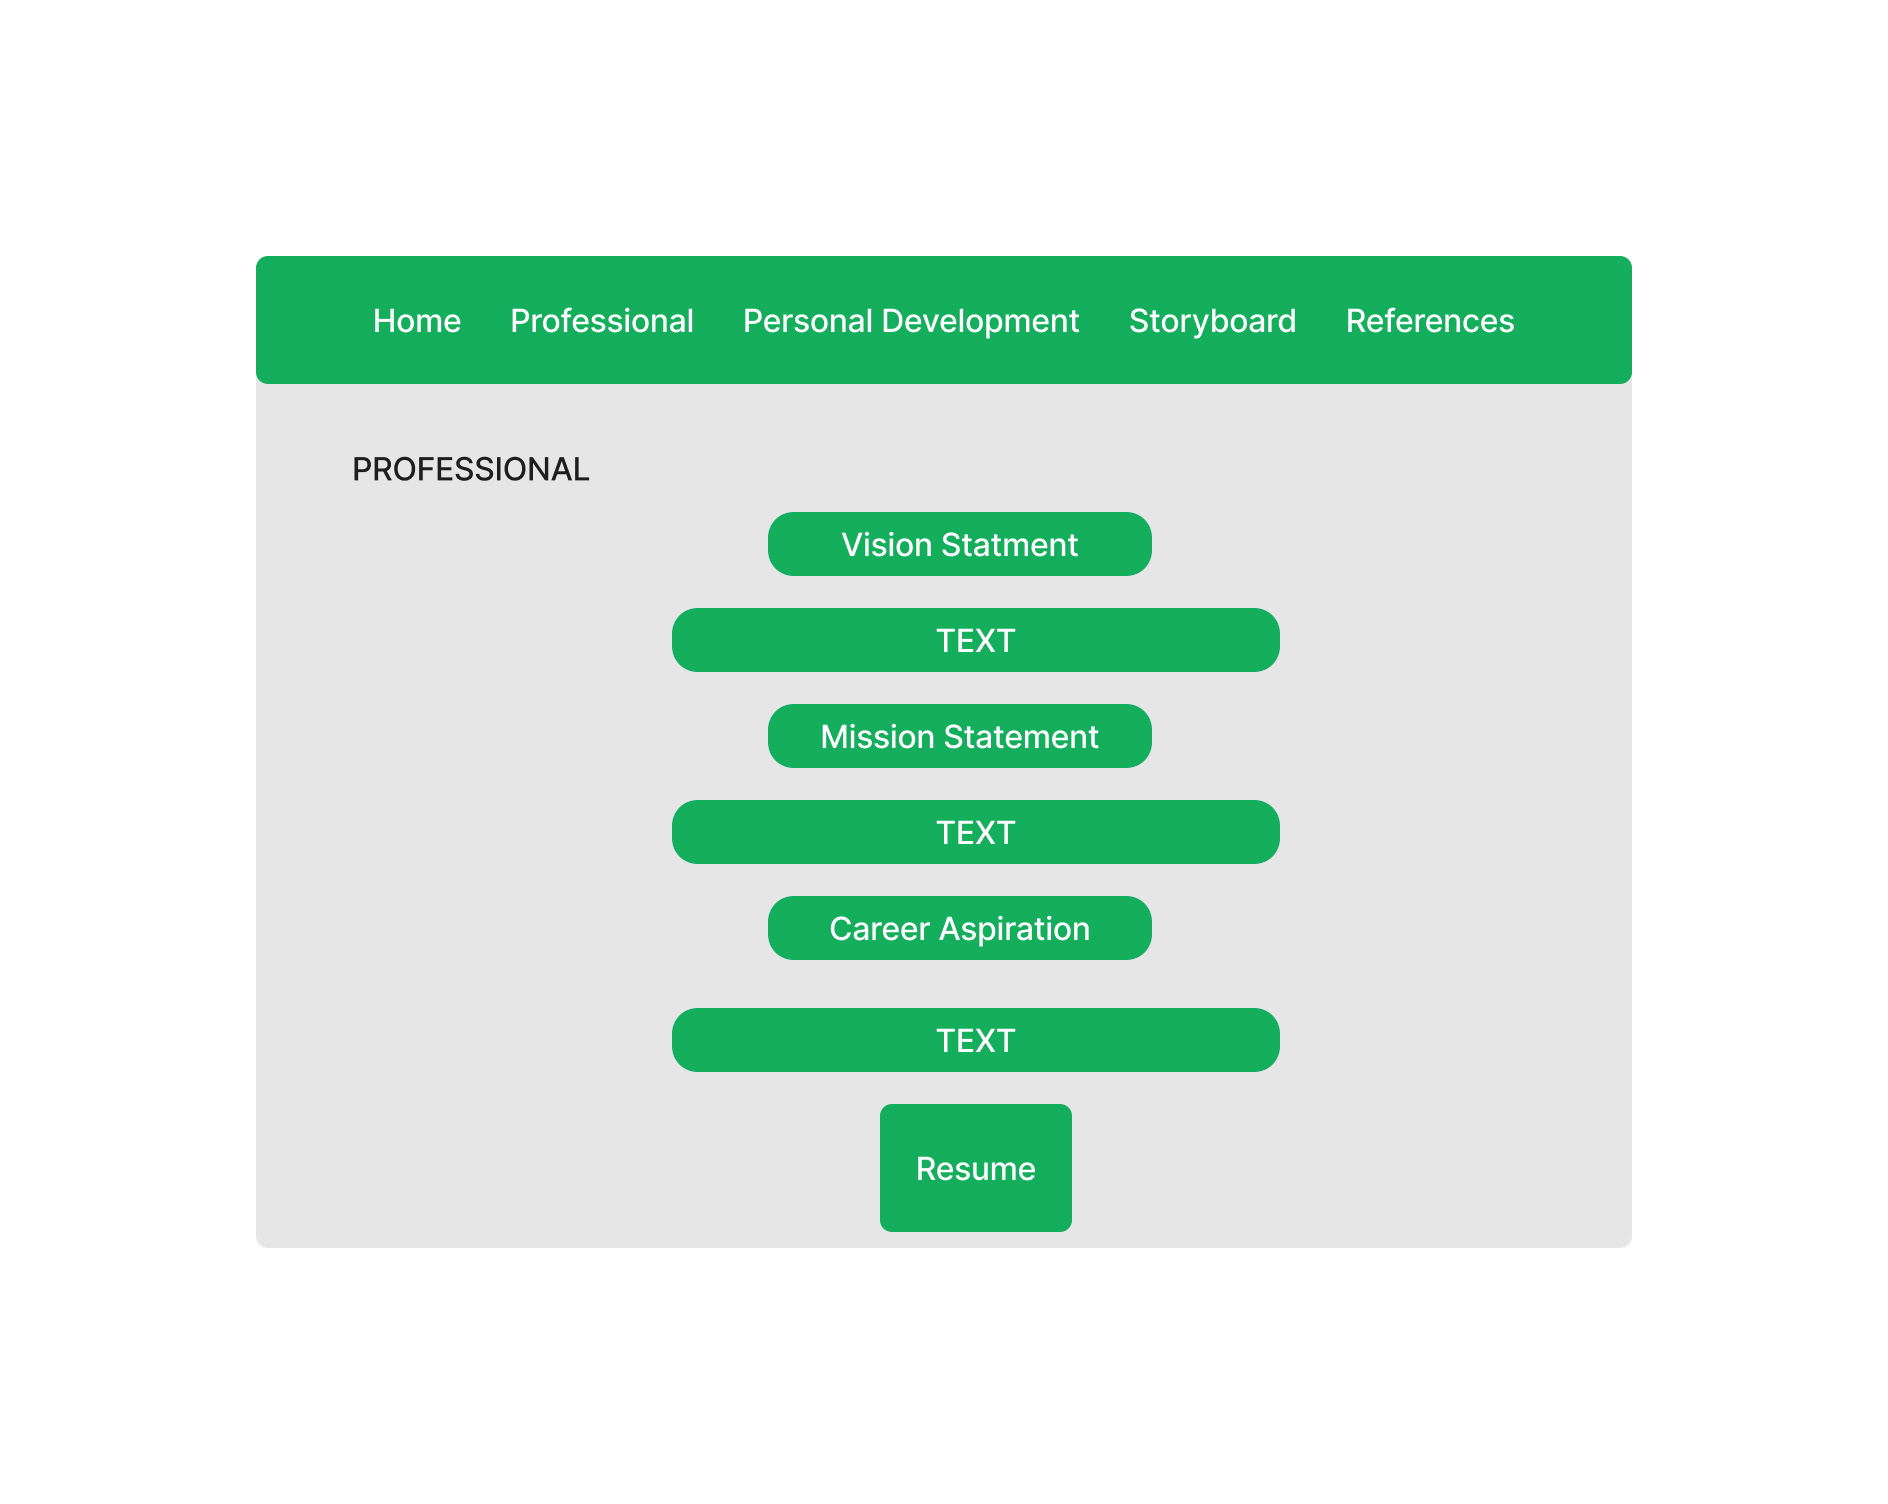 Home Professional Personal Development Storyboard References
PROFESSIONAL
Vision Statment
TEXT
Mission Statement
TEXT
Career Aspiration
TEXT
Resume